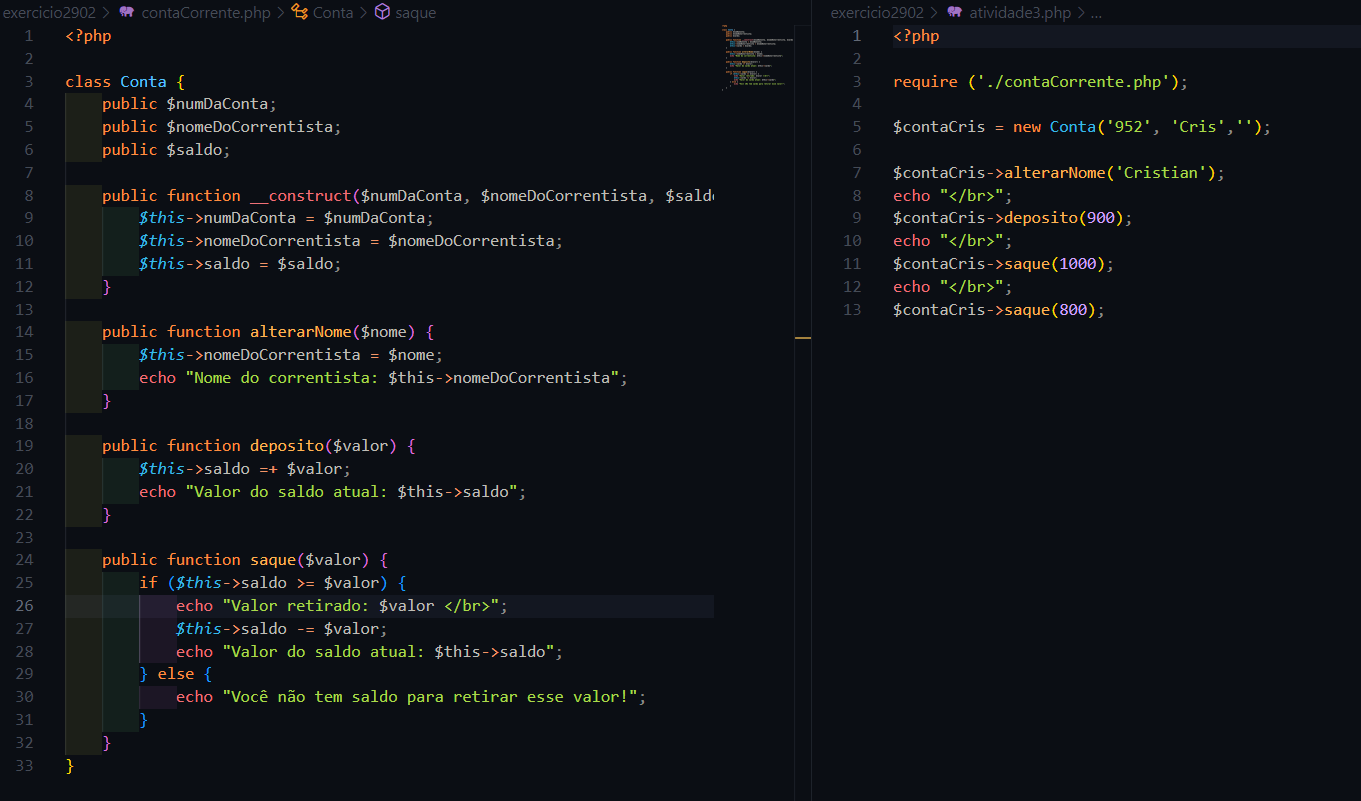 exercicio2902 > contaCorrente.php > Conta > saque
1 <?php
2
3 class Conta {
4 public $numDaConta;
5 public $nomeDoCorrentista;
6 public $saldo;
7
8 public function __construct($numDaConta, $nomeDoCorrentista, $saldo
9 $this->numDaConta = $numDaConta;
10 $this->nomeDoCorrentista = $nomeDoCorrentista;
11 $this->saldo = $saldo;
12 }
13
14 public function alterarNome($nome) {
15 $this->nomeDoCorrentista = $nome;
16 echo "Nome do correntista: $this->nomeDoCorrentista";
17 }
18
19 public function deposito($valor) {
20 $this->saldo =+ $valor;
21 echo "Valor do saldo atual: $this->saldo";
22 }
23
24 public function saque($valor) {
25 if ($this->saldo >= $valor) {
26 echo "Valor retirado: $valor </br>";
27 $this->saldo -= $valor;
28 echo "Valor do saldo atual: $this->saldo";
29 } else {
30 echo "Você não tem saldo para retirar esse valor!";
31 }
32 }
33 }
exercicio2902 > atividade3.php > ...
1 <?php
2
3 require ('./contaCorrente.php');
4
5 $contaCris = new Conta('952', 'Cris','');
6
7 $contaCris->alterarNome('Cristian');
8 echo "</br>";
9 $contaCris->deposito(900);
10 echo "</br>";
11 $contaCris->saque(1000);
12 echo "</br>";
13 $contaCris->saque(800);